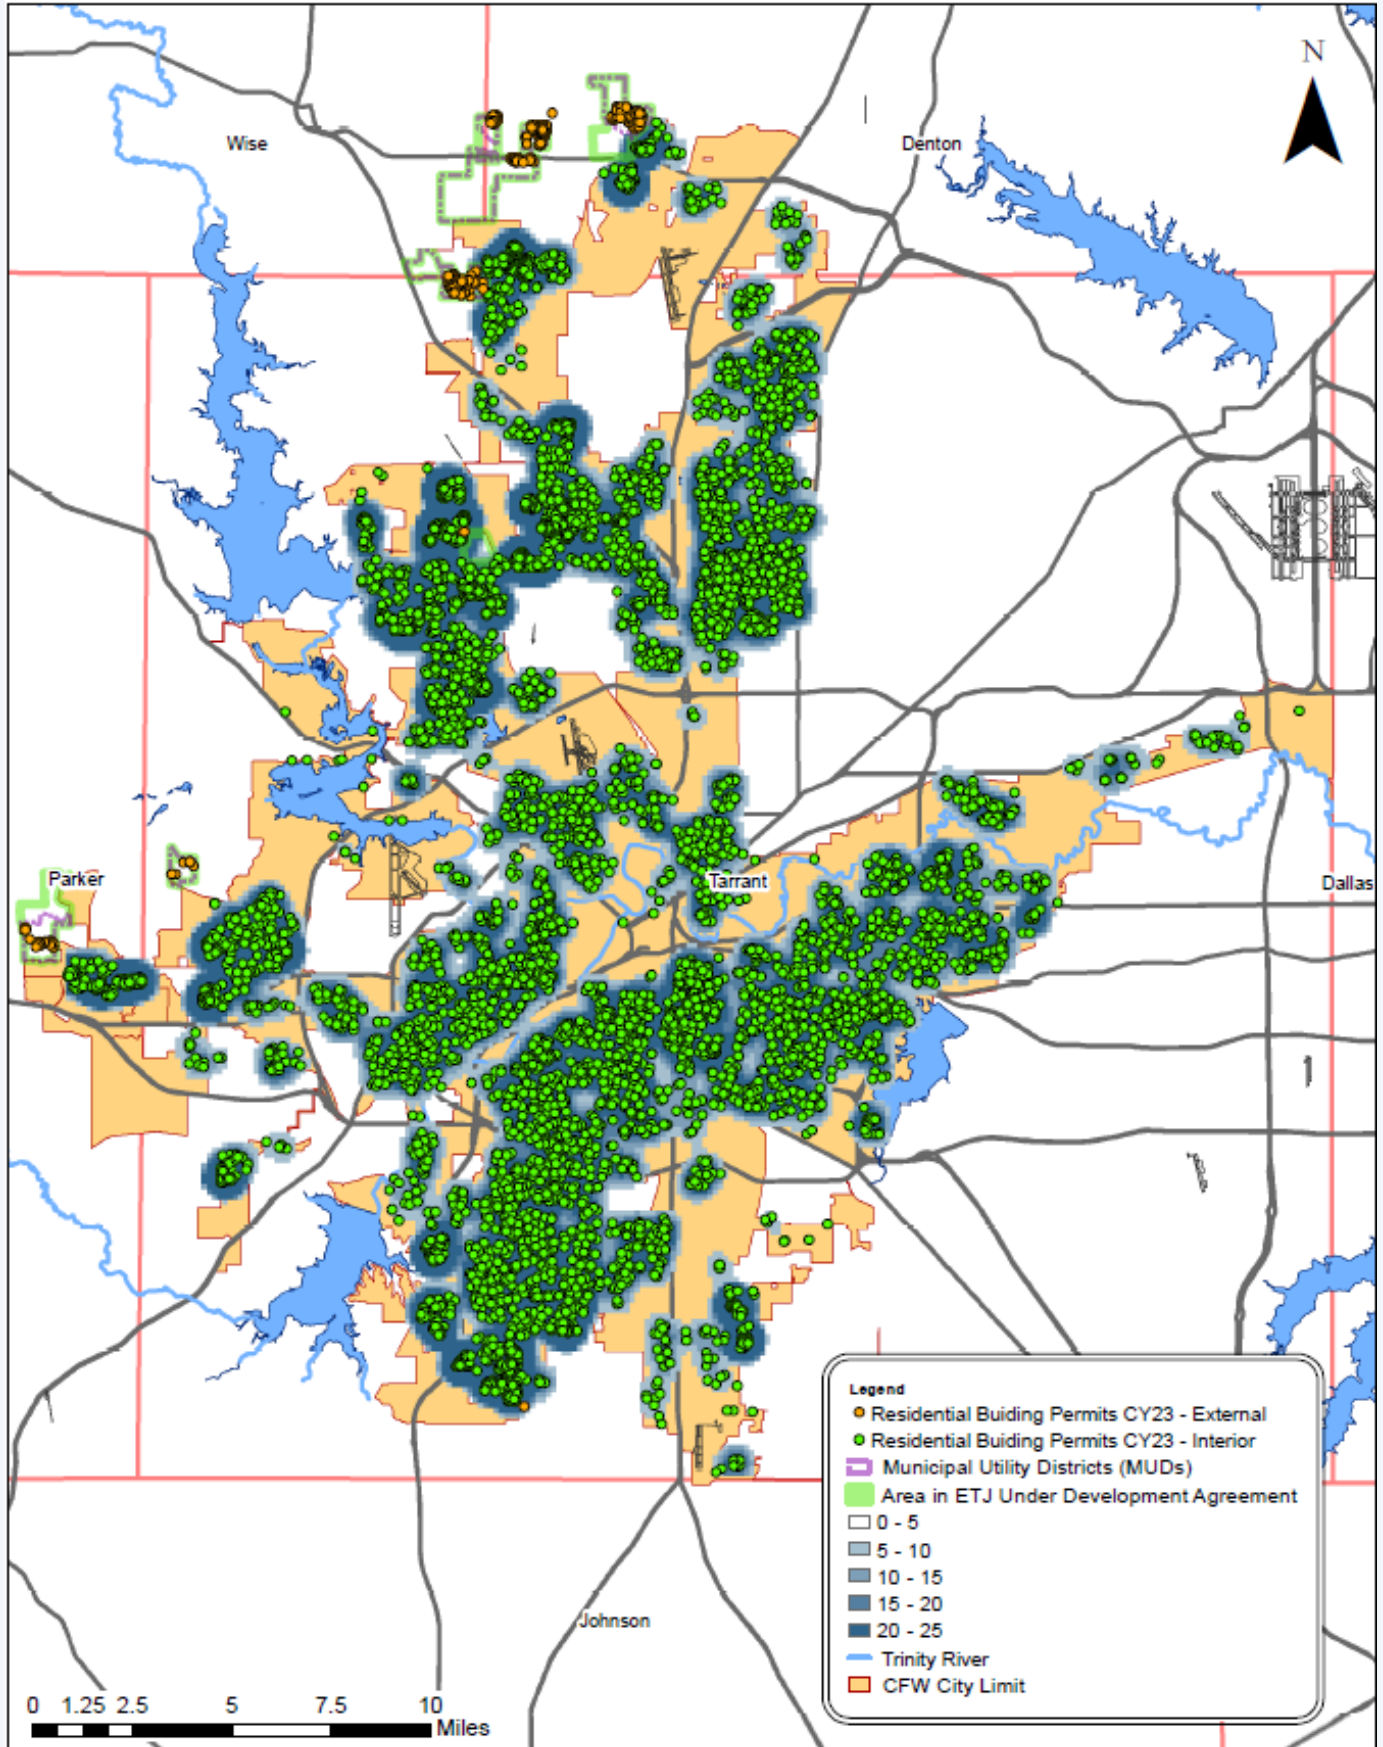 N
Wise
Denton
Parker
Tarrant
Dallas
Legend
Residential Buiding Permits CY23 - External
Residential Buiding Permits CY23 - Interior
Municipal Utility Districts (MUDs)
Area in ETJ Under Development Agreement
0 - 5
5 - 10
10 - 15
15 - 20
20 - 25
Trinity River
CFW City Limit
Johnson
0 1.25 2.5 5 7.5 10
Miles